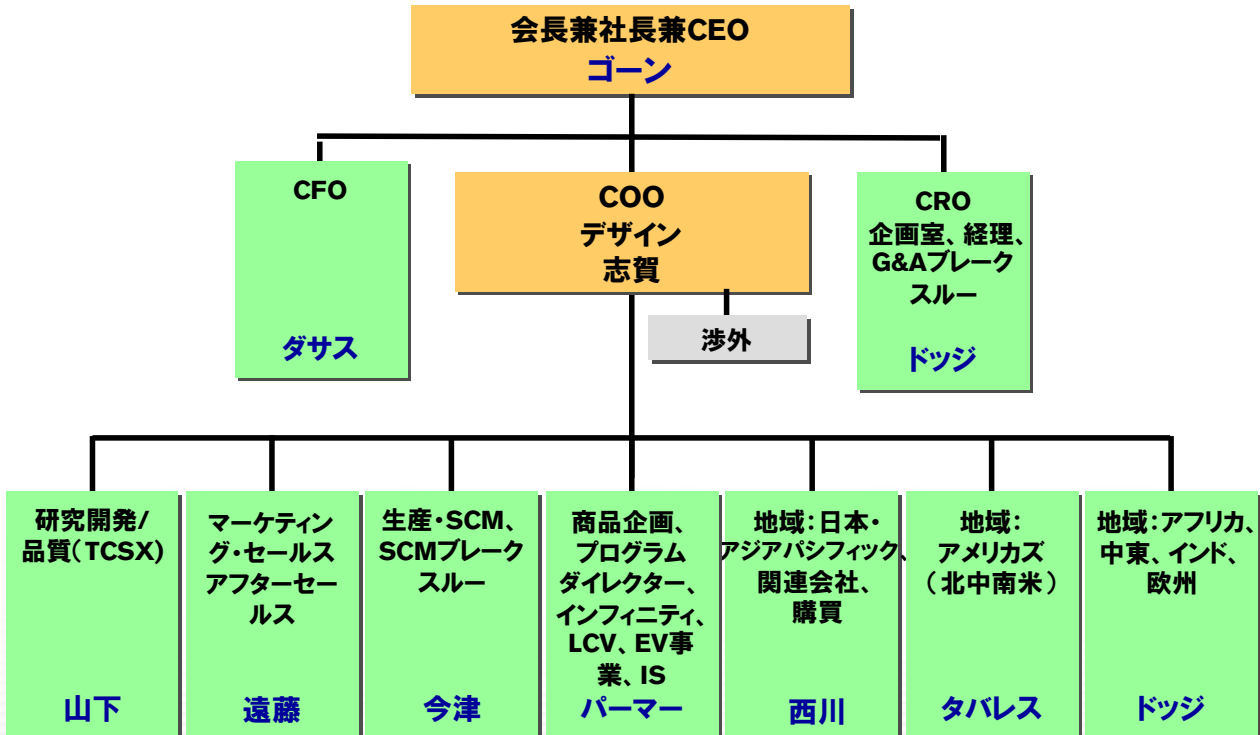 会長兼社長兼CEO
ゴーン
CFO
ダサス
COO
デザイン
志賀
渉外
CRO
企画室、経理、
G&Aブレーク
スルー
ドッジ
研究開発/
品質(TCSX)
山下
マーケティン
グ・セールス
アフターセー
ルス
遠藤
生産・SCM、
SCMブレーク
スルー
今津
商品企画、
プログラム
ダイレクター、
インフィニティ、
LCV、EV事
業、IS
パーマー
地域:日本・
アジアパシフィック、
関連会社、
購買
西川
地域:
アメリカズ
(北中南米)
タバレス
地域:アフリカ、
中東、インド、
欧州
ドッジ